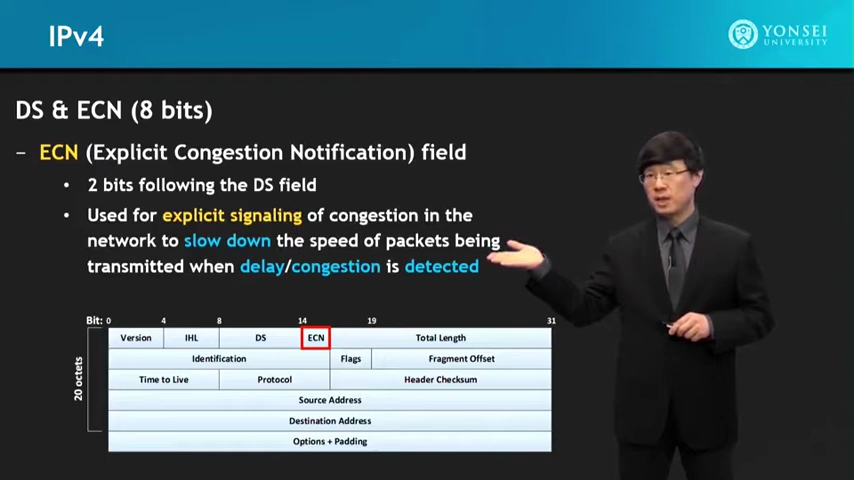 IPv4
YONSEI
UNIVERSITY
DS & ECN (8 bits)
– ECN (Explicit Congestion Notification) field
• 2 bits following the DS field
• Used for explicit signaling of congestion in the
network to slow down the speed of packets being
transmitted when delay/congestion is detected
Bit: 0 4 8 14 19 31
Version IHL DS ECN Total Length
Identification Flags Fragment Offset
Time to Live Protocol Header Checksum
Source Address
Destination Address
Options + Padding
20 octets